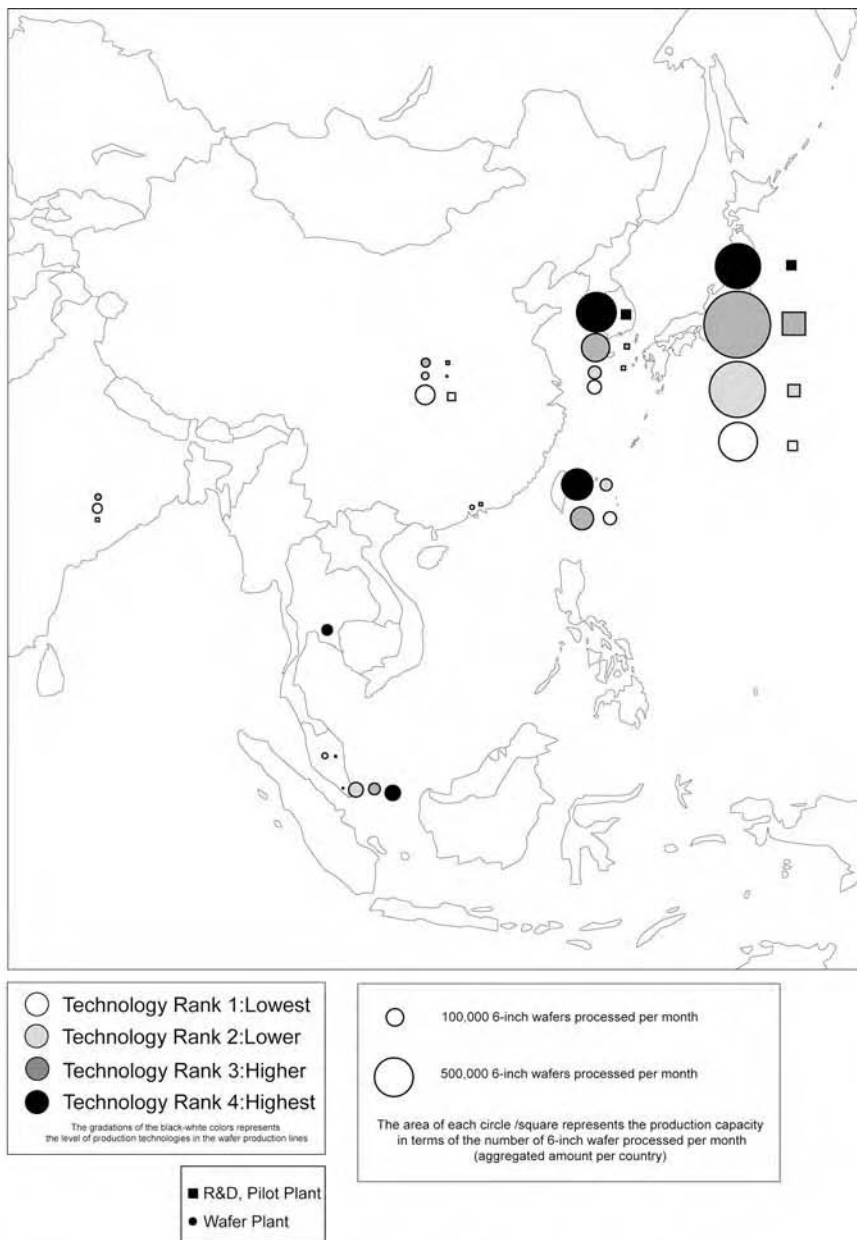 Technology Rank 1:Lowest
Technology Rank 2:Lower
Technology Rank 3:Higher
Technology Rank 4:Highest
The gradations of the black-white colors represents
the level of production technologies in the wafer production lines
100,000 6-inch wafers processed per month
500,000 6-inch wafers processed per month
The area of each circle /square represents the production capacity
in terms of the number of 6-inch wafer processed per month
(aggregated amount per country)
R&D, Pilot Plant
Wafer Plant